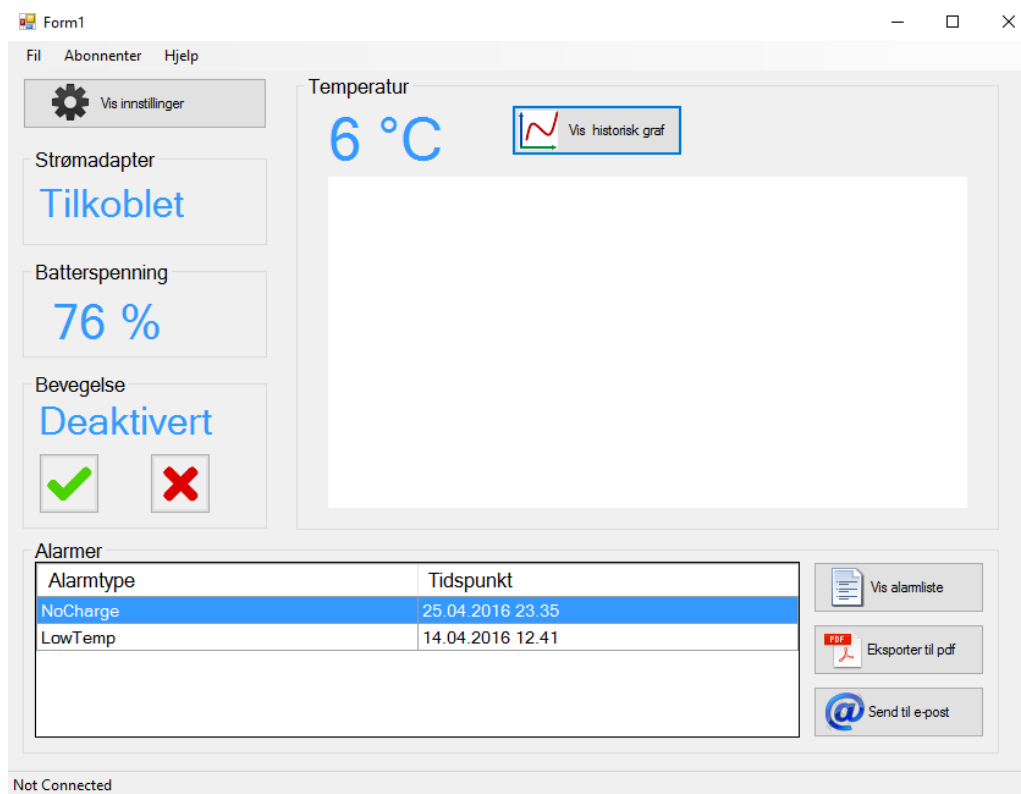 Form1
Fil Abonnenter Hjelp
Vis innstillinger
Strømadapter
Tilkoblet
Batterspenning
76 %
Bevegelse
Deaktivert
Temperatur
6 °C
Vis historisk graf
Alarmer
Alarmtype Tidspunkt
NoCharge 25.04.2016 23.35
LowTemp 14.04.2016 12.41
Vis alarmliste
PDF
Eksporter til pdf
@
Send til e-post
Not Connected